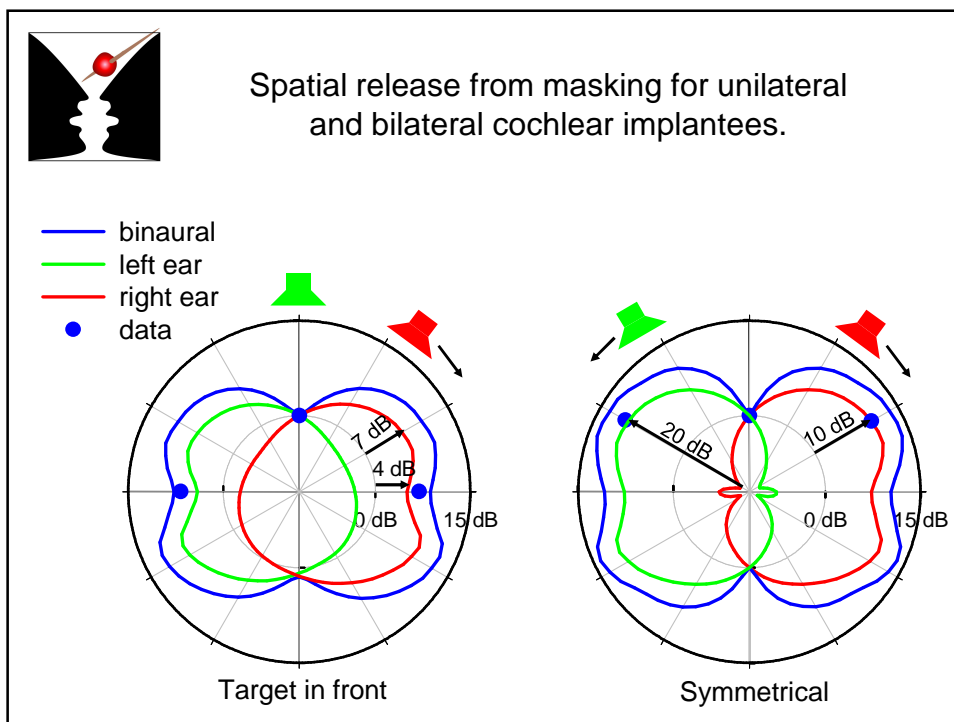 Spatial release from masking for unilateral
and bilateral cochlear implantees.
binaural
left ear
right ear
data
7 dB
4 dB
0 dB
15 dB
Target in front
20 dB
10 dB
0 dB
15 dB
Symmetrical